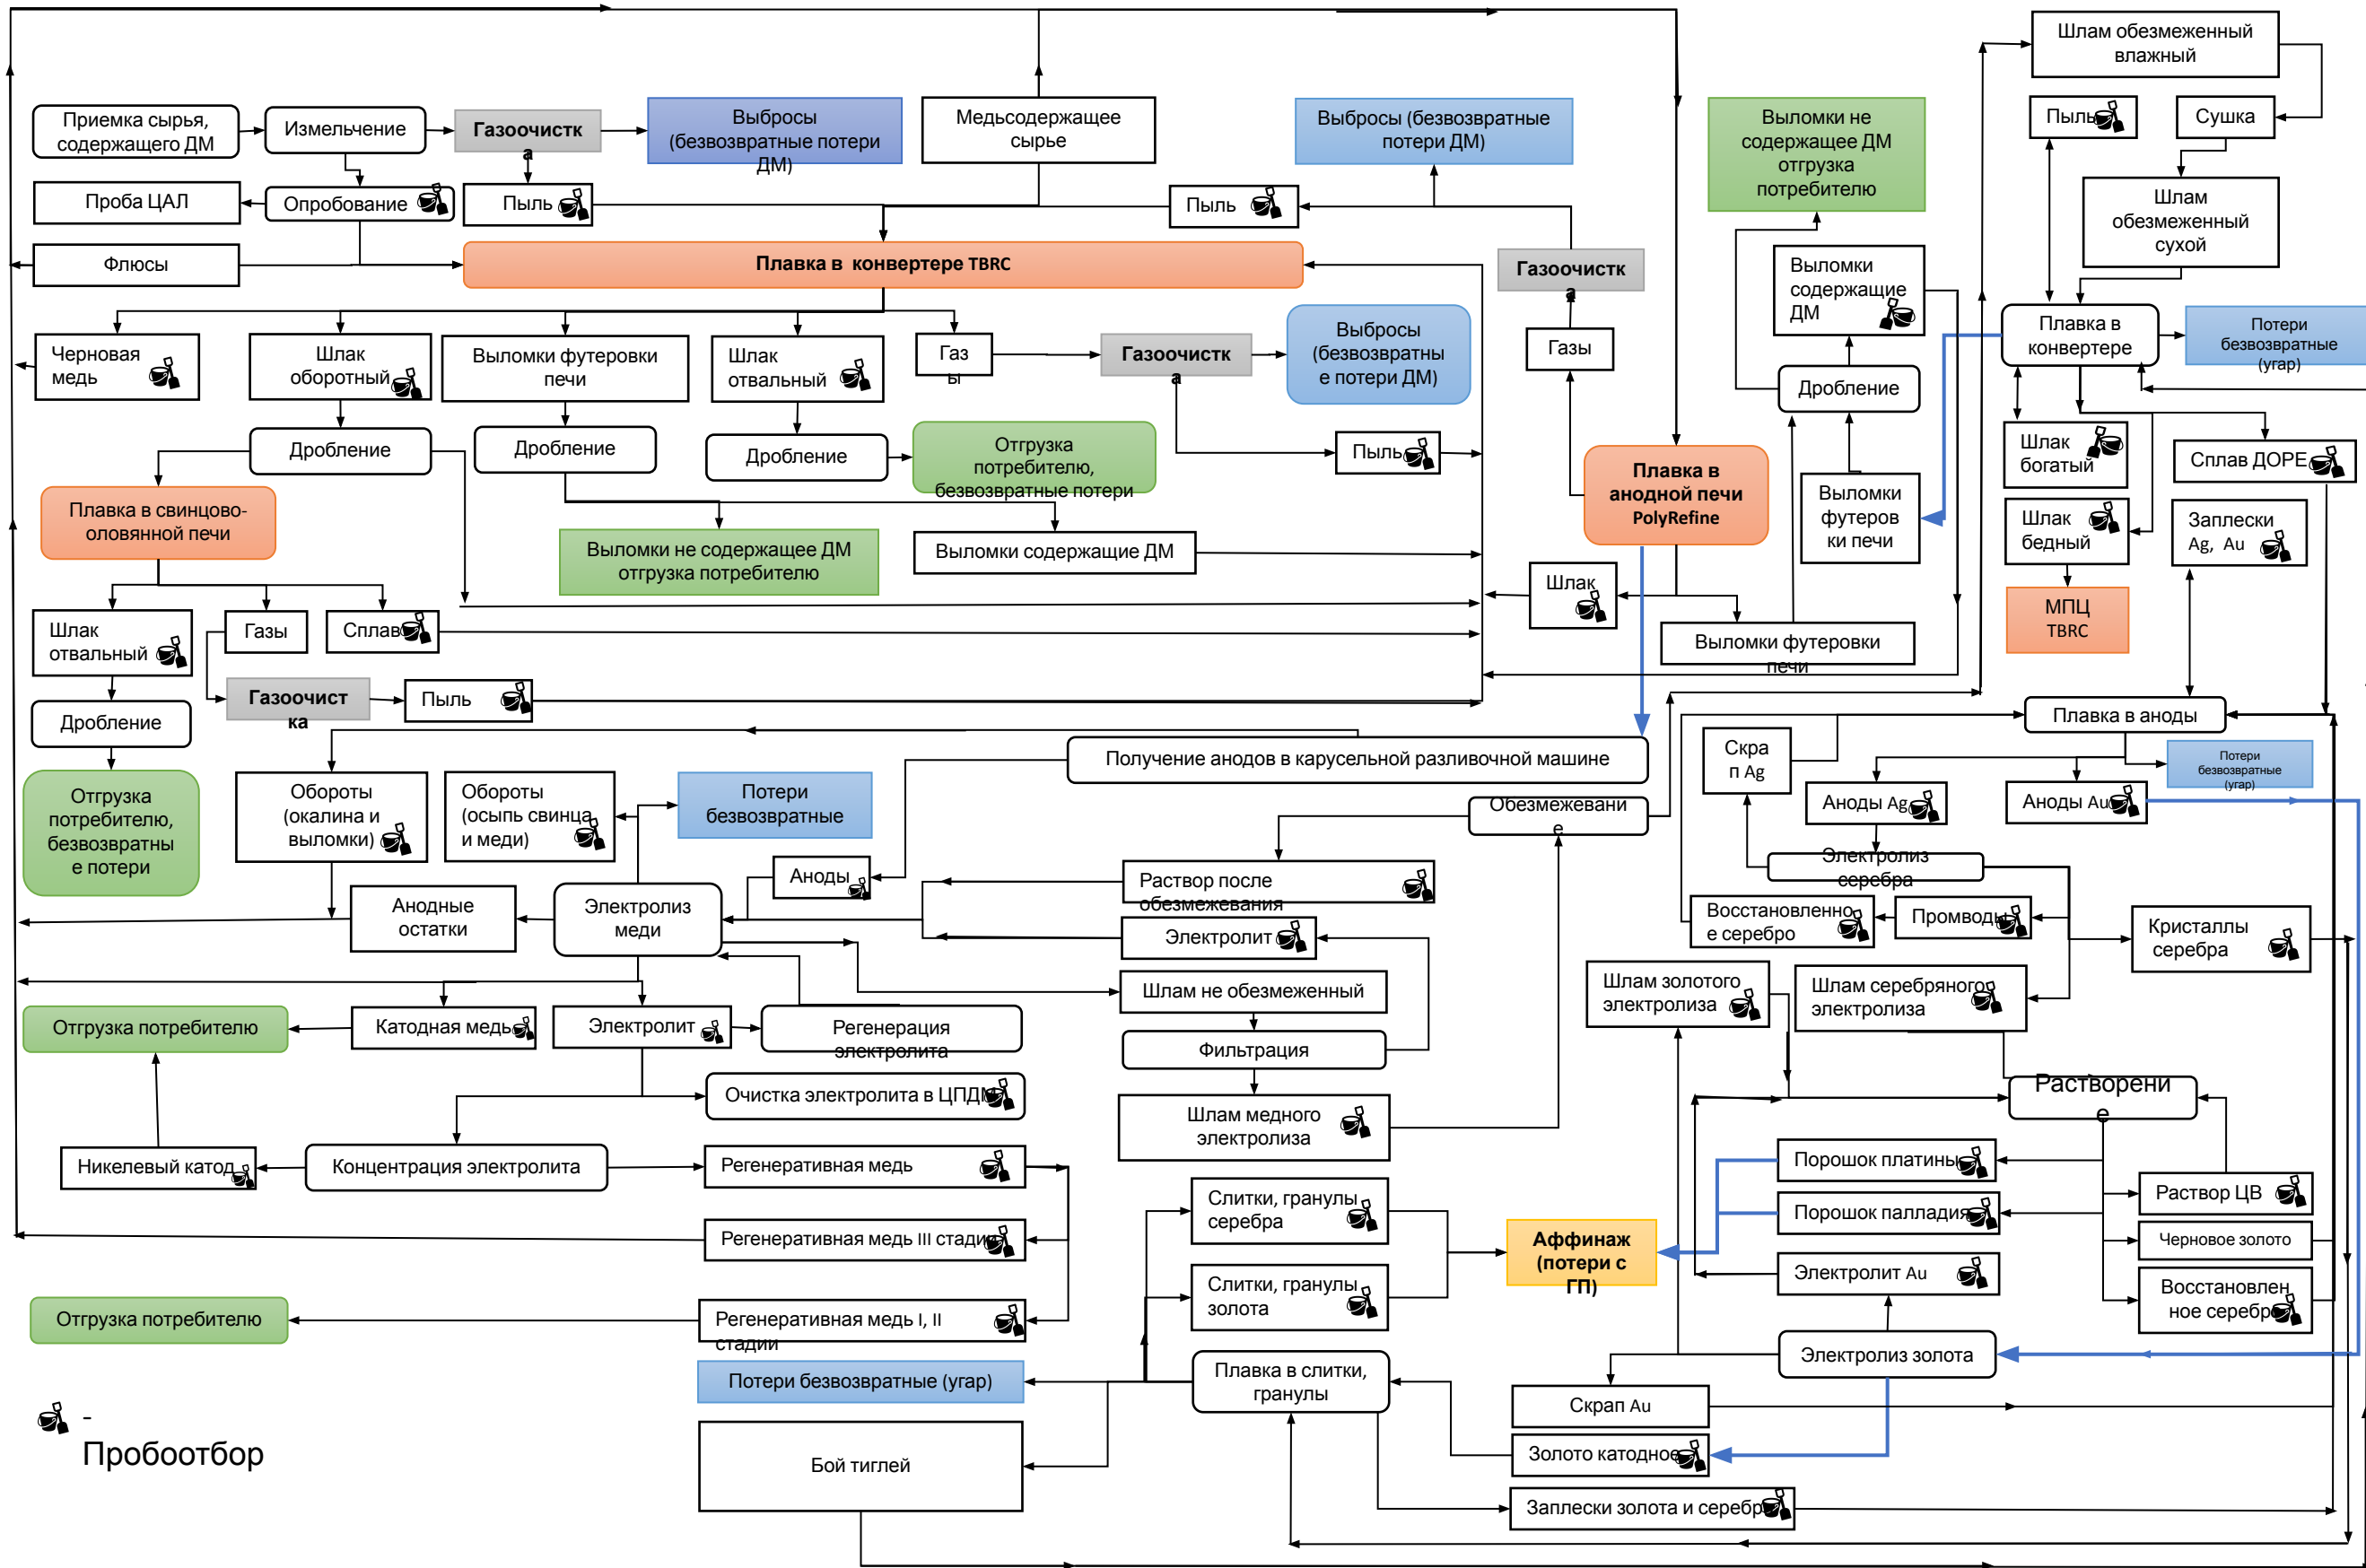 Шлам обезмеженный
влажный
Приемка сырья,
содержащего ДМ
Измельчение
Газоочистк
а
Выбросы
(безвозвратные потери
ДМ)
Медьсодержащее
сырье
Выбросы (безвозвратные
потери ДМ)
Выломки не
содержащее ДМ
отгрузка
потребителю
Пыль
Сушка
Проба ЦАЛ
Опробование
Пыль
Пыль
Шлам
обезмеженный
сухой
Флюсы
Плавка в конвертере TBRC
Газоочистк
а
Выломки
содержащие
ДМ
Черновая
медь
Шлак
оборотный
Выломки футеровки
печи
Шлак
отвальный
Газ
ы
Газоочистк
а
Выбросы
(безвозвратны
е потери ДМ)
Газы
Дробление
Плавка в
конвертере
Потери
безвозвратные
(угар)
Дробление
Дробление
Дробление
Отгрузка
потребителю,
безвозвратные потери
Пыль
Плавка в
анодной печи
PolyRefine
Выломки
футеров
ки печи
Шлак
богатый
Сплав ДОРЕ
Плавка в свинцово-
оловянной печи
Выломки не содержащее ДМ
отгрузка потребителю
Выломки содержащие ДМ
Шлак
бедный
Заплески
Ag, Au
Шлак
МПЦ
TBRC
Шлак
отвальный
Газы
Сплав
Выломки футеровки
печи
Газоочист
ка
Пыль
Дробление
Плавка в аноды
Получение анодов в карусельной разливочной машине
Скра
п Ag
Потери
безвозвратные
(угар)
Отгрузка
потребителю,
безвозвратны
е потери
Обороты
(окалина и
выломки)
Обороты
(осыпь свинца
и меди)
Потери
безвозвратные
Обезмежевани
е
Аноды Ag
Аноды Au
Аноды
Раствор после
обезмежевания
Электролиз
серебра
Анодные
остатки
Электролиз
меди
Электролит
Восстановленно
е серебро
Промводы
Кристаллы
серебра
Шлам не обезмеженный
Шлам золотого
электролиза
Шлам серебряного
электролиза
Отгрузка потребителю
Катодная медь
Электролит
Регенерация
электролита
Фильтрация
Очистка электролита в ЦПДМ
Шлам медного
электролиза
Растворени
е
Никелевый катод
Концентрация электролита
Регенеративная медь
Порошок платины
Слитки, гранулы
серебра
Раствор ЦВ
Порошок палладия
Регенеративная медь III стадии
Аффинаж
(потери с
ГП)
Черновое золото
Электролит Au
Слитки, гранулы
золота
Восстановлен
ное серебро
Отгрузка потребителю
Регенеративная медь I, II
стадии
Электролиз золота
Потери безвозвратные (угар)
Плавка в слитки,
гранулы
Скрап Au
-
Пробоотбор
Бой тиглей
Золото катодное
Заплески золота и серебра